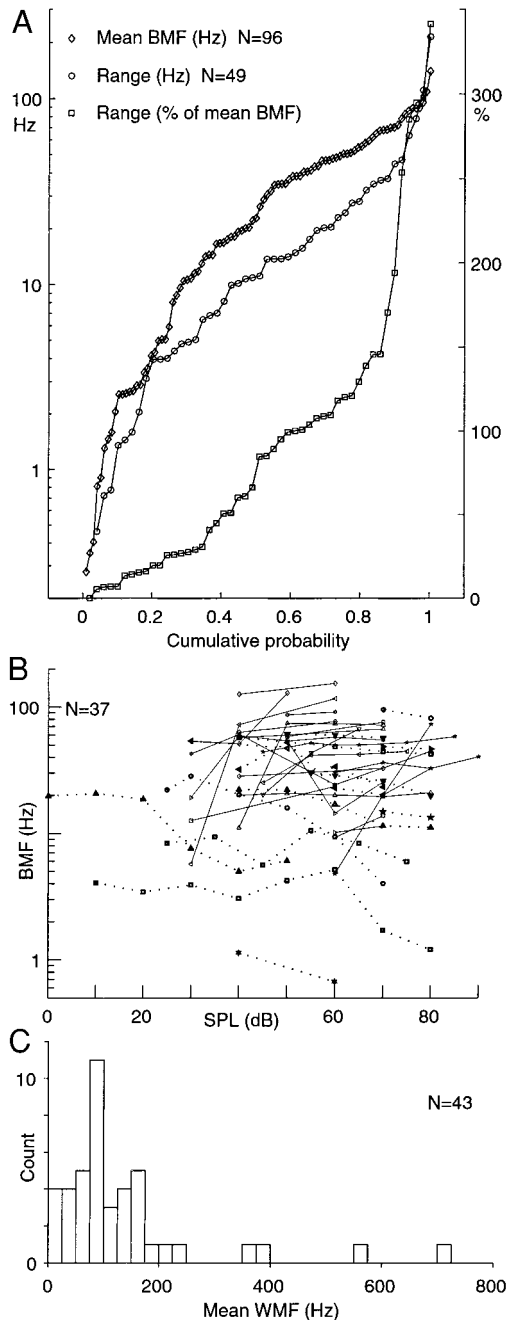 A
Mean BMF (Hz) N=96
Range (Hz) N=49
Range (% of mean BMF)
100
Hz
10
1
300
%
200
100
0
0 0.2 0.4 0.6 0.8 1
Cumulative probability
B
N=37
100
BMF (Hz)
10
1
0 20 40 60 80
SPL (dB)
C
N=43
10
Count
0
0 200 400 600 800
Mean WMF (Hz)